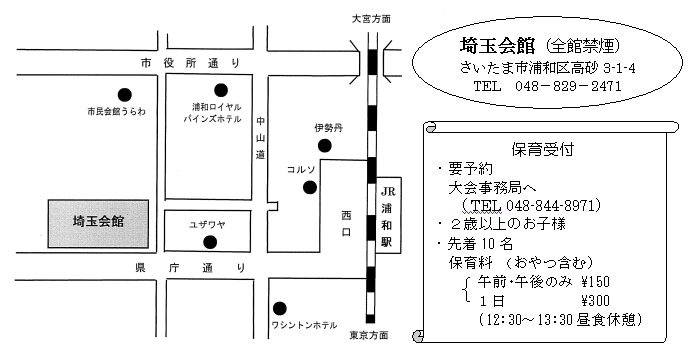 大宮方面
市役所通り
市民会館うらわ
浦和ロイヤル
パインズホテル
中山道
伊勢丹
コルソ
JR浦和駅
西口
埼玉会館
ユザワヤ
県庁通り
ワシントンホテル
東京方面
埼玉会館（全館禁煙）
さいたま市浦和区高砂 3-1-4
TEL 048－829－2471
保育受付
・要予約
大会事務局へ
（TEL 048-844-8971）
・２歳以上のお子様
・先着 10 名
保育料 （おやつ含む）
午前・午後のみ ¥150
１日 ¥300
（12:30～13:30 昼食休憩）